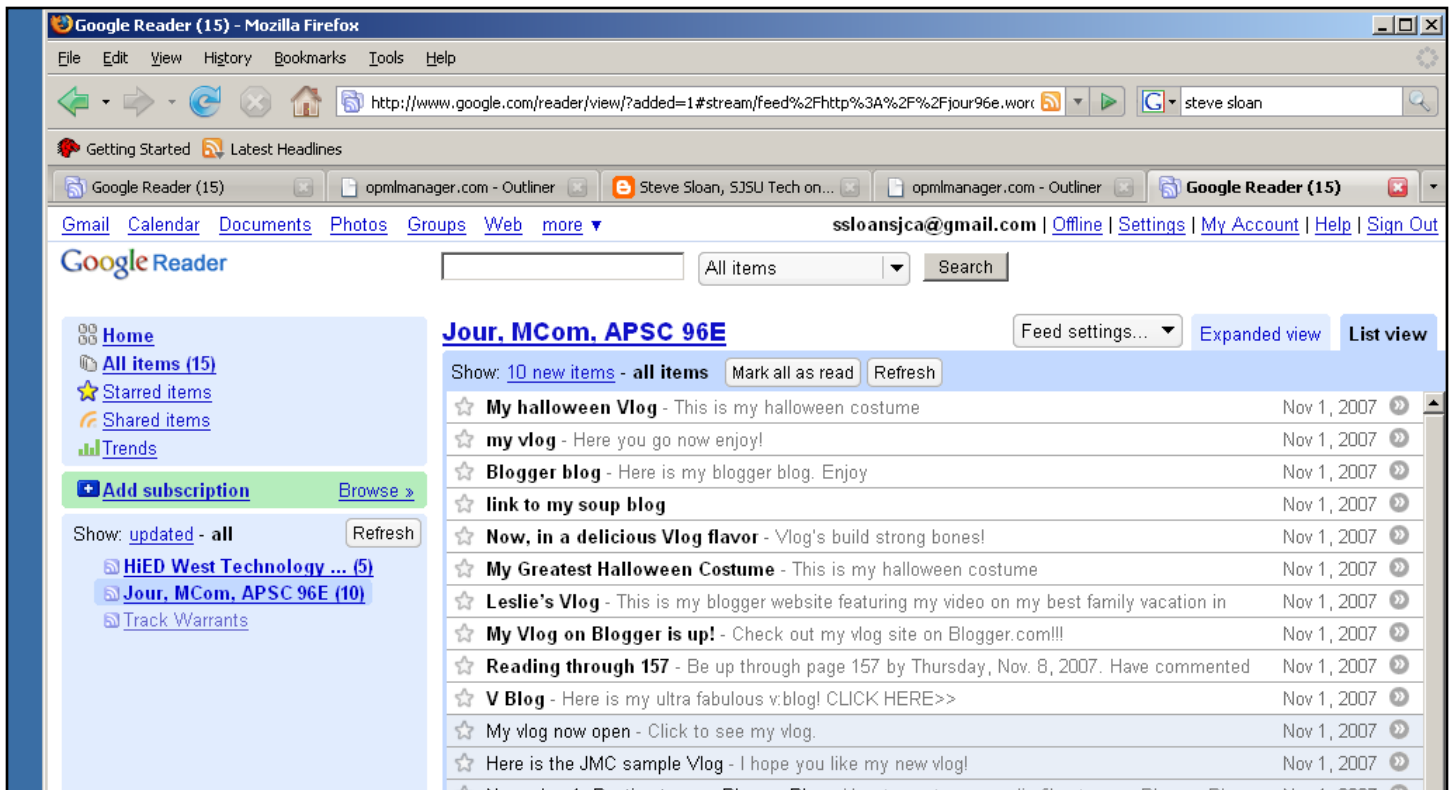 Google Reader (15) - Mozilla Firefox
File Edit View History Bookmarks Tools Help
http://www.google.com/reader/view/?added=1#stream/feed%2Fhttp%3A%2F%2Fjour96e.wor
G steve sloan
Getting Started Latest Headlines
Google Reader (15) opmlmanager.com - Outliner Steve Sloan, SJSU Tech on... opmlmanager.com - Outliner Google Reader (15)
Gmail Calendar Documents Photos Groups Web more ▼ ssloansjca@gmail.com | Offline | Settings | My Account | Help | Sign Out
Google Reader All items Search
Home
All items (15)
Starred items
Shared items
Trends
Add subscription Browse »
Show: updated - all Refresh
HiED West Technology ... (5)
Jour, MCom, APSC 96E (10)
Track Warrants
Jour, MCom, APSC 96E Feed settings... Expanded view List view
Show: 10 new items - all items Mark all as read Refresh
My halloween Vlog - This is my halloween costume Nov 1, 2007
my vlog - Here you go now enjoy! Nov 1, 2007
Blogger blog - Here is my blogger blog. Enjoy Nov 1, 2007
link to my soup blog Nov 1, 2007
Now, in a delicious Vlog flavor - Vlog's build strong bones! Nov 1, 2007
My Greatest Halloween Costume - This is my halloween costume Nov 1, 2007
Leslie's Vlog - This is my blogger website featuring my video on my best family vacation in Nov 1, 2007
My Vlog on Blogger is up! - Check out my vlog site on Blogger.com!!! Nov 1, 2007
Reading through 157 - Be up through page 157 by Thursday, Nov. 8, 2007. Have commented Nov 1, 2007
V Blog - Here is my ultra fabulous v:blog! CLICK HERE>> Nov 1, 2007
My vlog now open - Click to see my vlog. Nov 1, 2007
Here is the JMC sample Vlog - I hope you like my new vlog! Nov 1, 2007